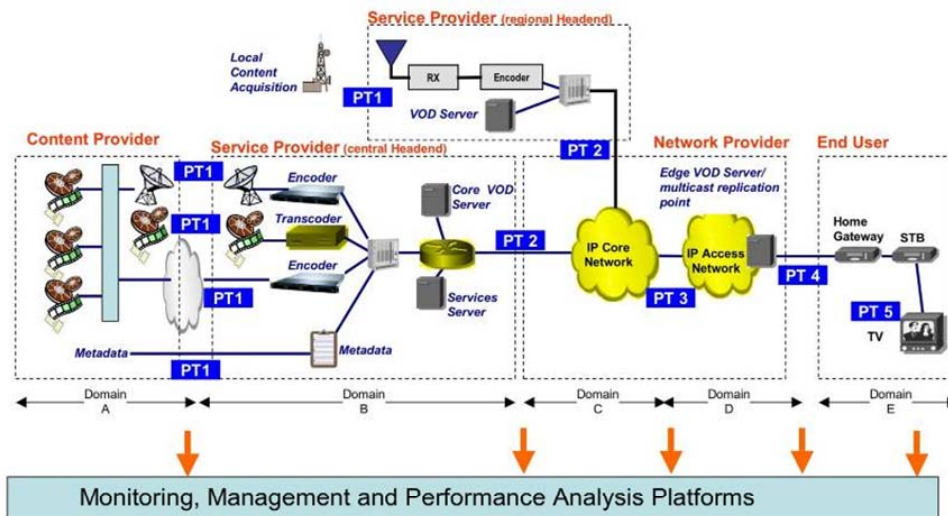 Service Provider (regional Headend)
Local
Content
Acquisition
RX
Encoder
PT1
VOD Server
Content Provider
Service Provider (central Headend)
PT 2
Network Provider
End User
PT1
Encoder
Core VOD
Server
Edge VOD Server/
multicast replication
point
PT1
Transcoder
Home
Gateway
STB
PT 2
IP Core
Network
IP Access
Network
Encoder
PT 4
PT1
Services
Server
PT 3
PT 5
TV
Metadata
Metadata
PT1
Domain
A
Domain
B
Domain
C
Domain
D
Domain
E
Monitoring, Management and Performance Analysis Platforms